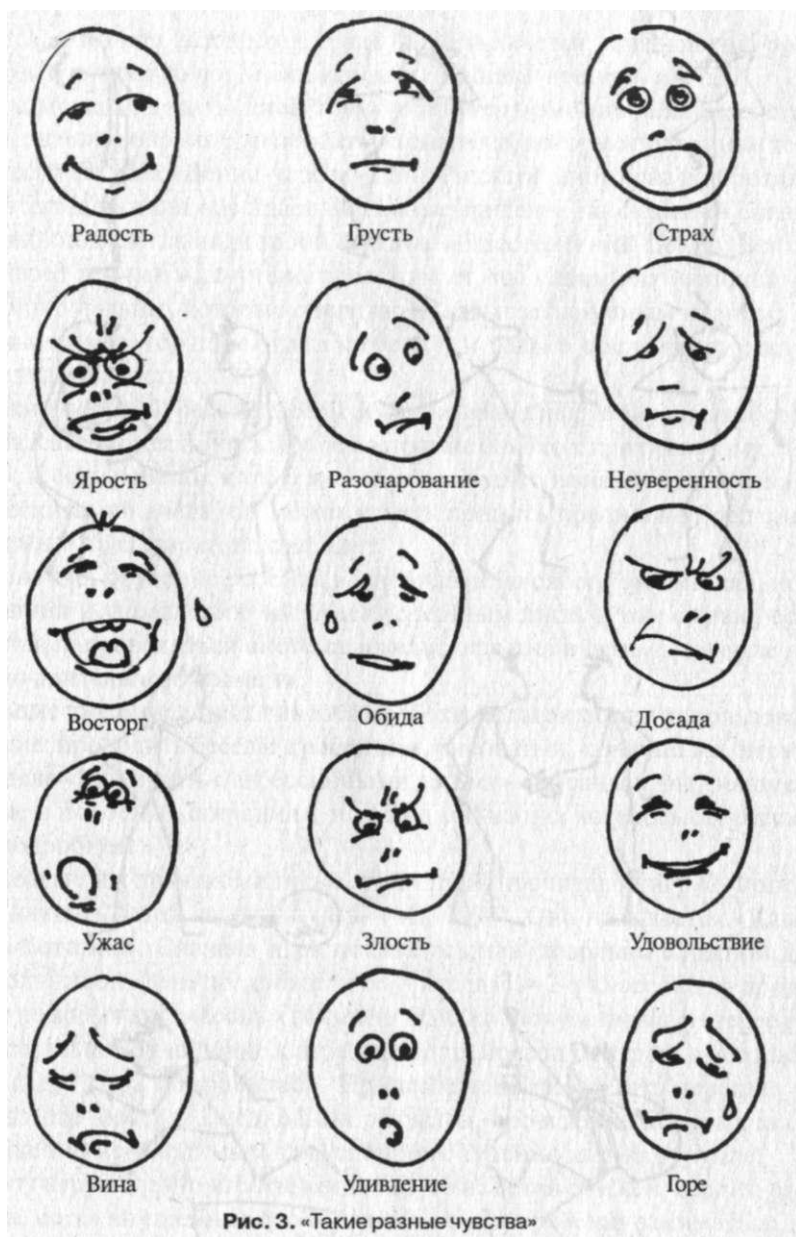 Радость Грусть Страх
Ярость Разочарование Неуверенность
Восторг Обида Досада
Ужас Злость Удовольствие
Вина Удивление Горе
Рис. 3. «Такие разные чувства»